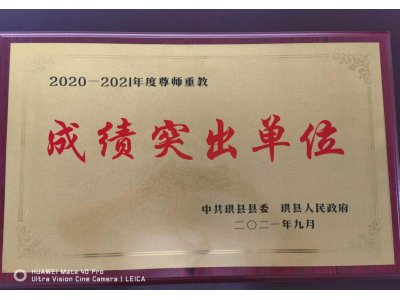 2020—2021年度尊师重教
成绩突出单位
中共珙县县委 珙县人民政府
二〇二一年九月
HUAWEI Mate 40 Pro
Ultra Vision Cine Camera | LEICA